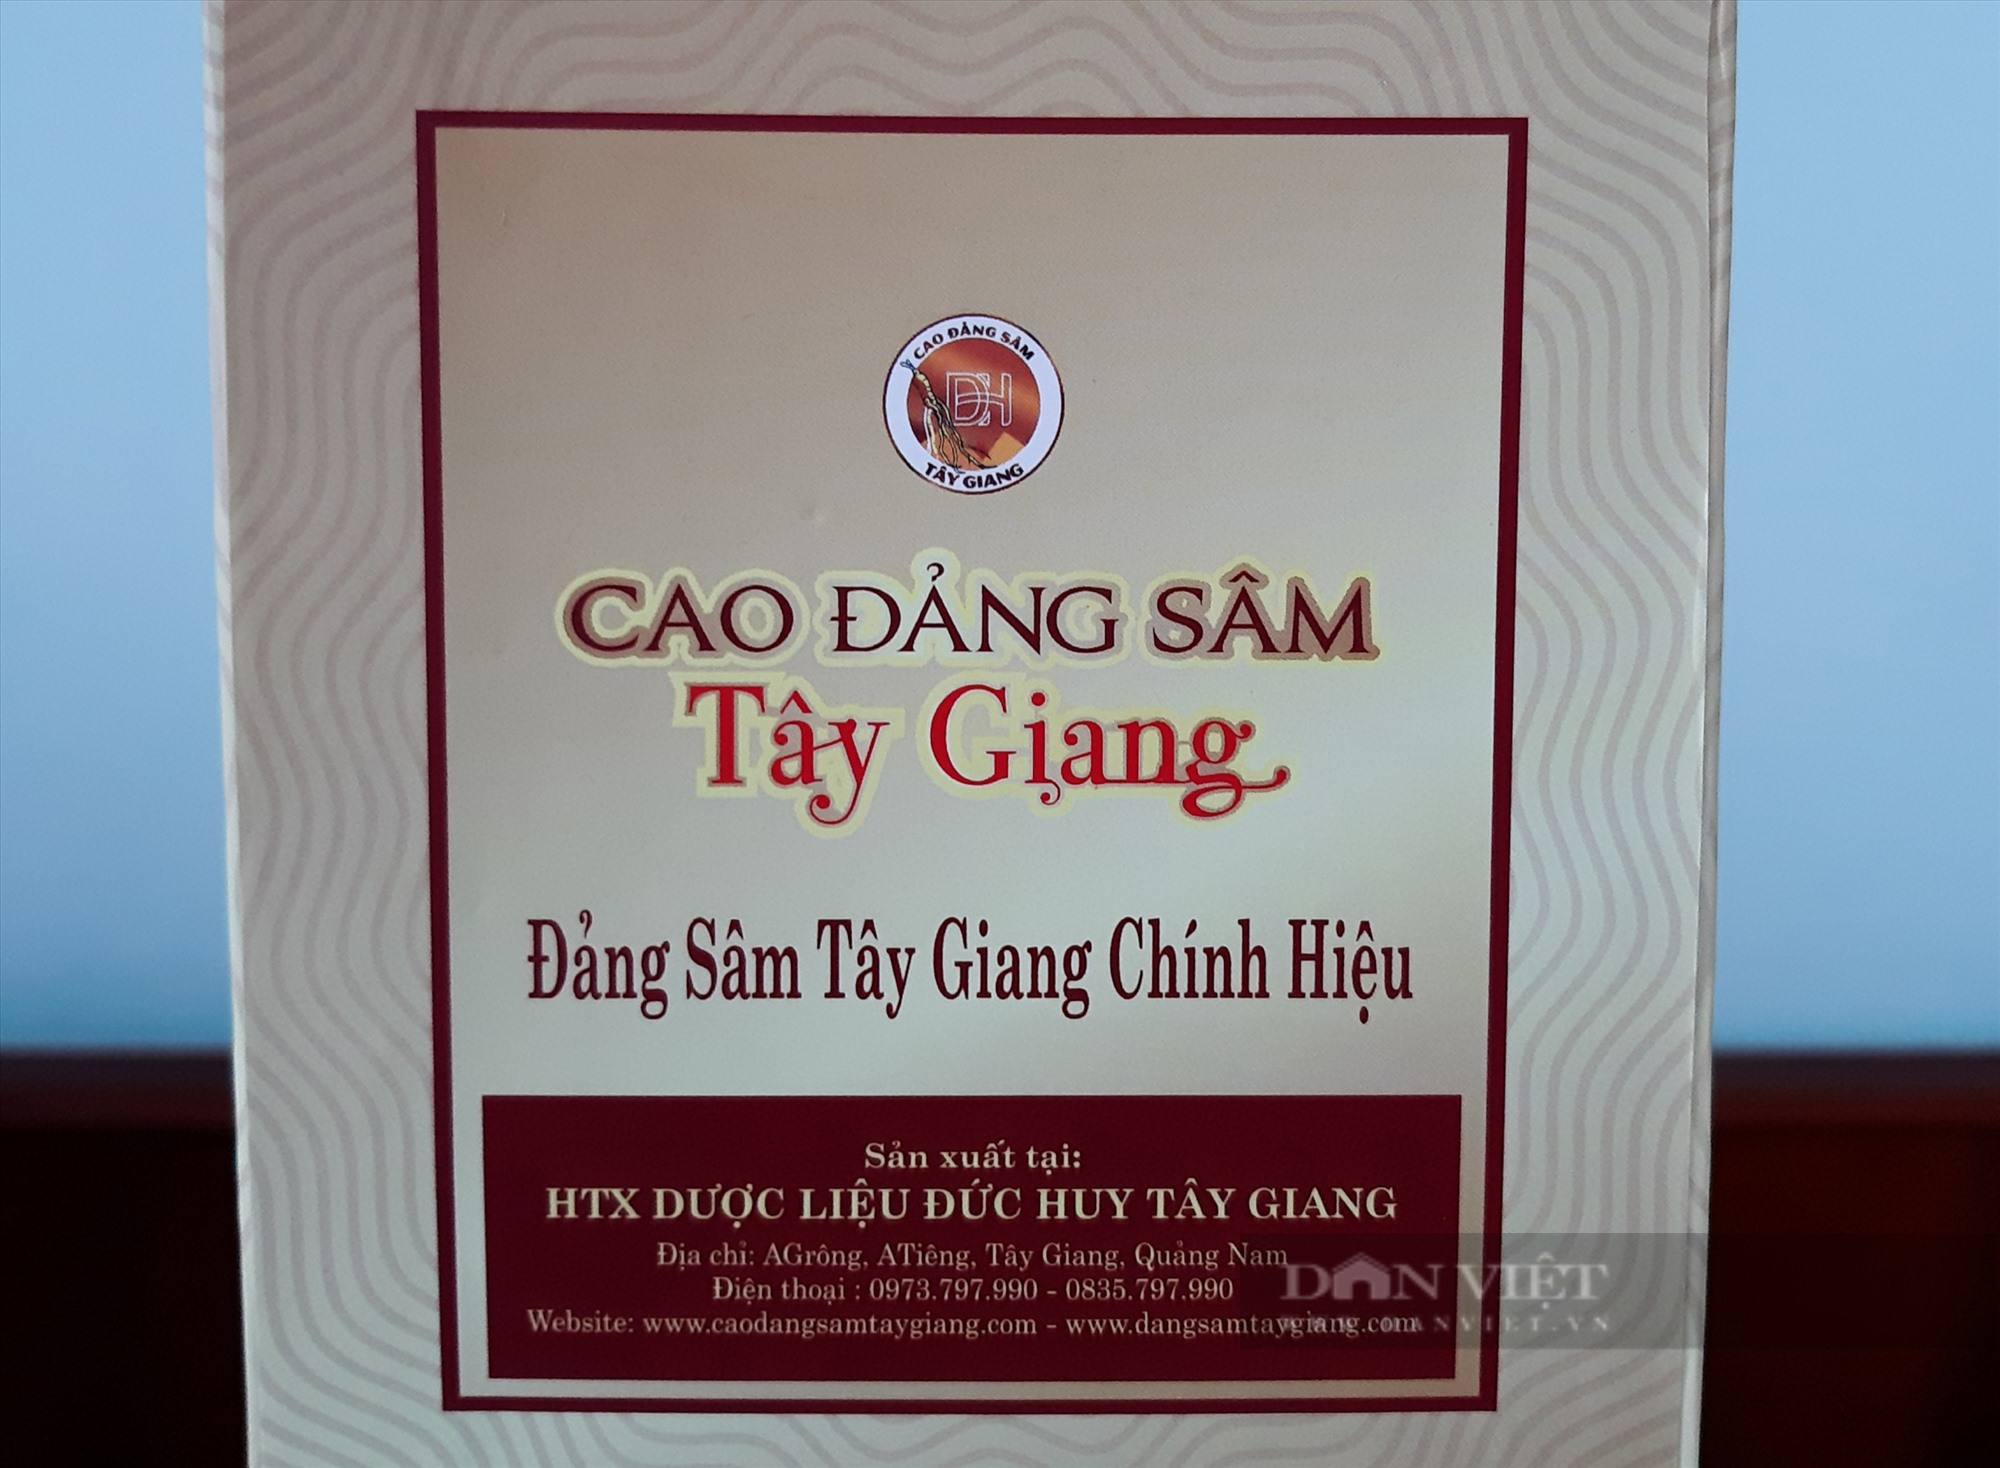 CAO ĐẢNG SÂM
DH
TÂY GIANG
CAO ĐẢNG SÂM
Tây Giang
Đảng Sâm Tây Giang Chính Hiệu
Sản xuất tại:
HTX DƯỢC LIỆU ĐỨC HUY TÂY GIANG
Địa chỉ: AGrông, ATiêng, Tây Giang, Quảng Nam
Điện thoại : 0973.797.990 - 0835.797.990
Website: www.caodangsamtaygiang.com - www.dangsamtaygiang.com
DÂN VIỆT